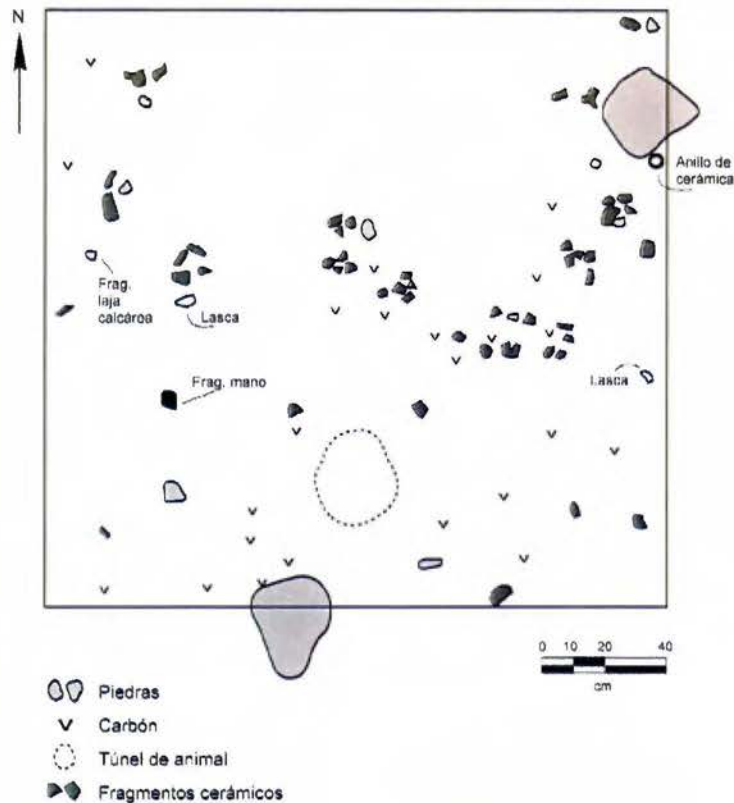 N
Anillo de
cerámica
Frag.
laja
calcárea
Lasca
Frag. mano
Lasca
0 10 20 40
cm
Piedras
Carbón
Túnel de animal
Fragmentos cerámicos